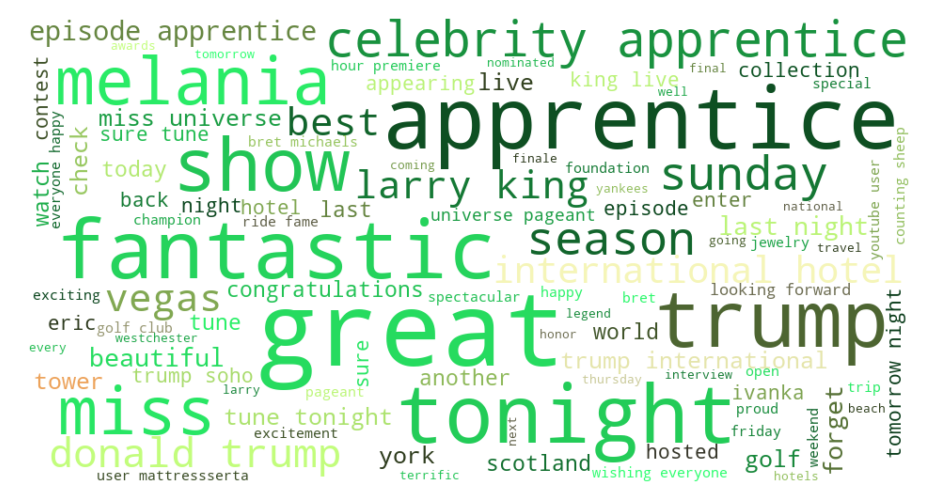 awards
episode apprentice
celebrity apprentice
tomorrow
hour premiere
nominated
final
melania
appearing
live
king live
collection
special
well
watch contest
everyone happy
miss universe
best
apprentice
sure tune
check
bret michaels
show
today
coming
finale
foundation
sunday
larry king
yankees
youtube user
counting sheep
back
night
hotel
last
universe pageant
episode
enter
national
champion
ride fame
last night
fantastic
season
going
jewelry
travel
international hotel
exciting
vegas
congratulations
spectacular
happy
bret
looking forward
trump
tomorrow night
eric
golf club
tune
great
legend
honor
world
every
westchester
beautiful
sure
trump international
tower
trump soho
larry
another
pageant
thursday
interview
open
ivanka
trip
miss
tune tonight
tonight
proud
beach
forget
weekend
excitement
next
friday
donald trump
york
scotland
hosted
golf
user mattressserta
terrific
wishing everyone
hotels